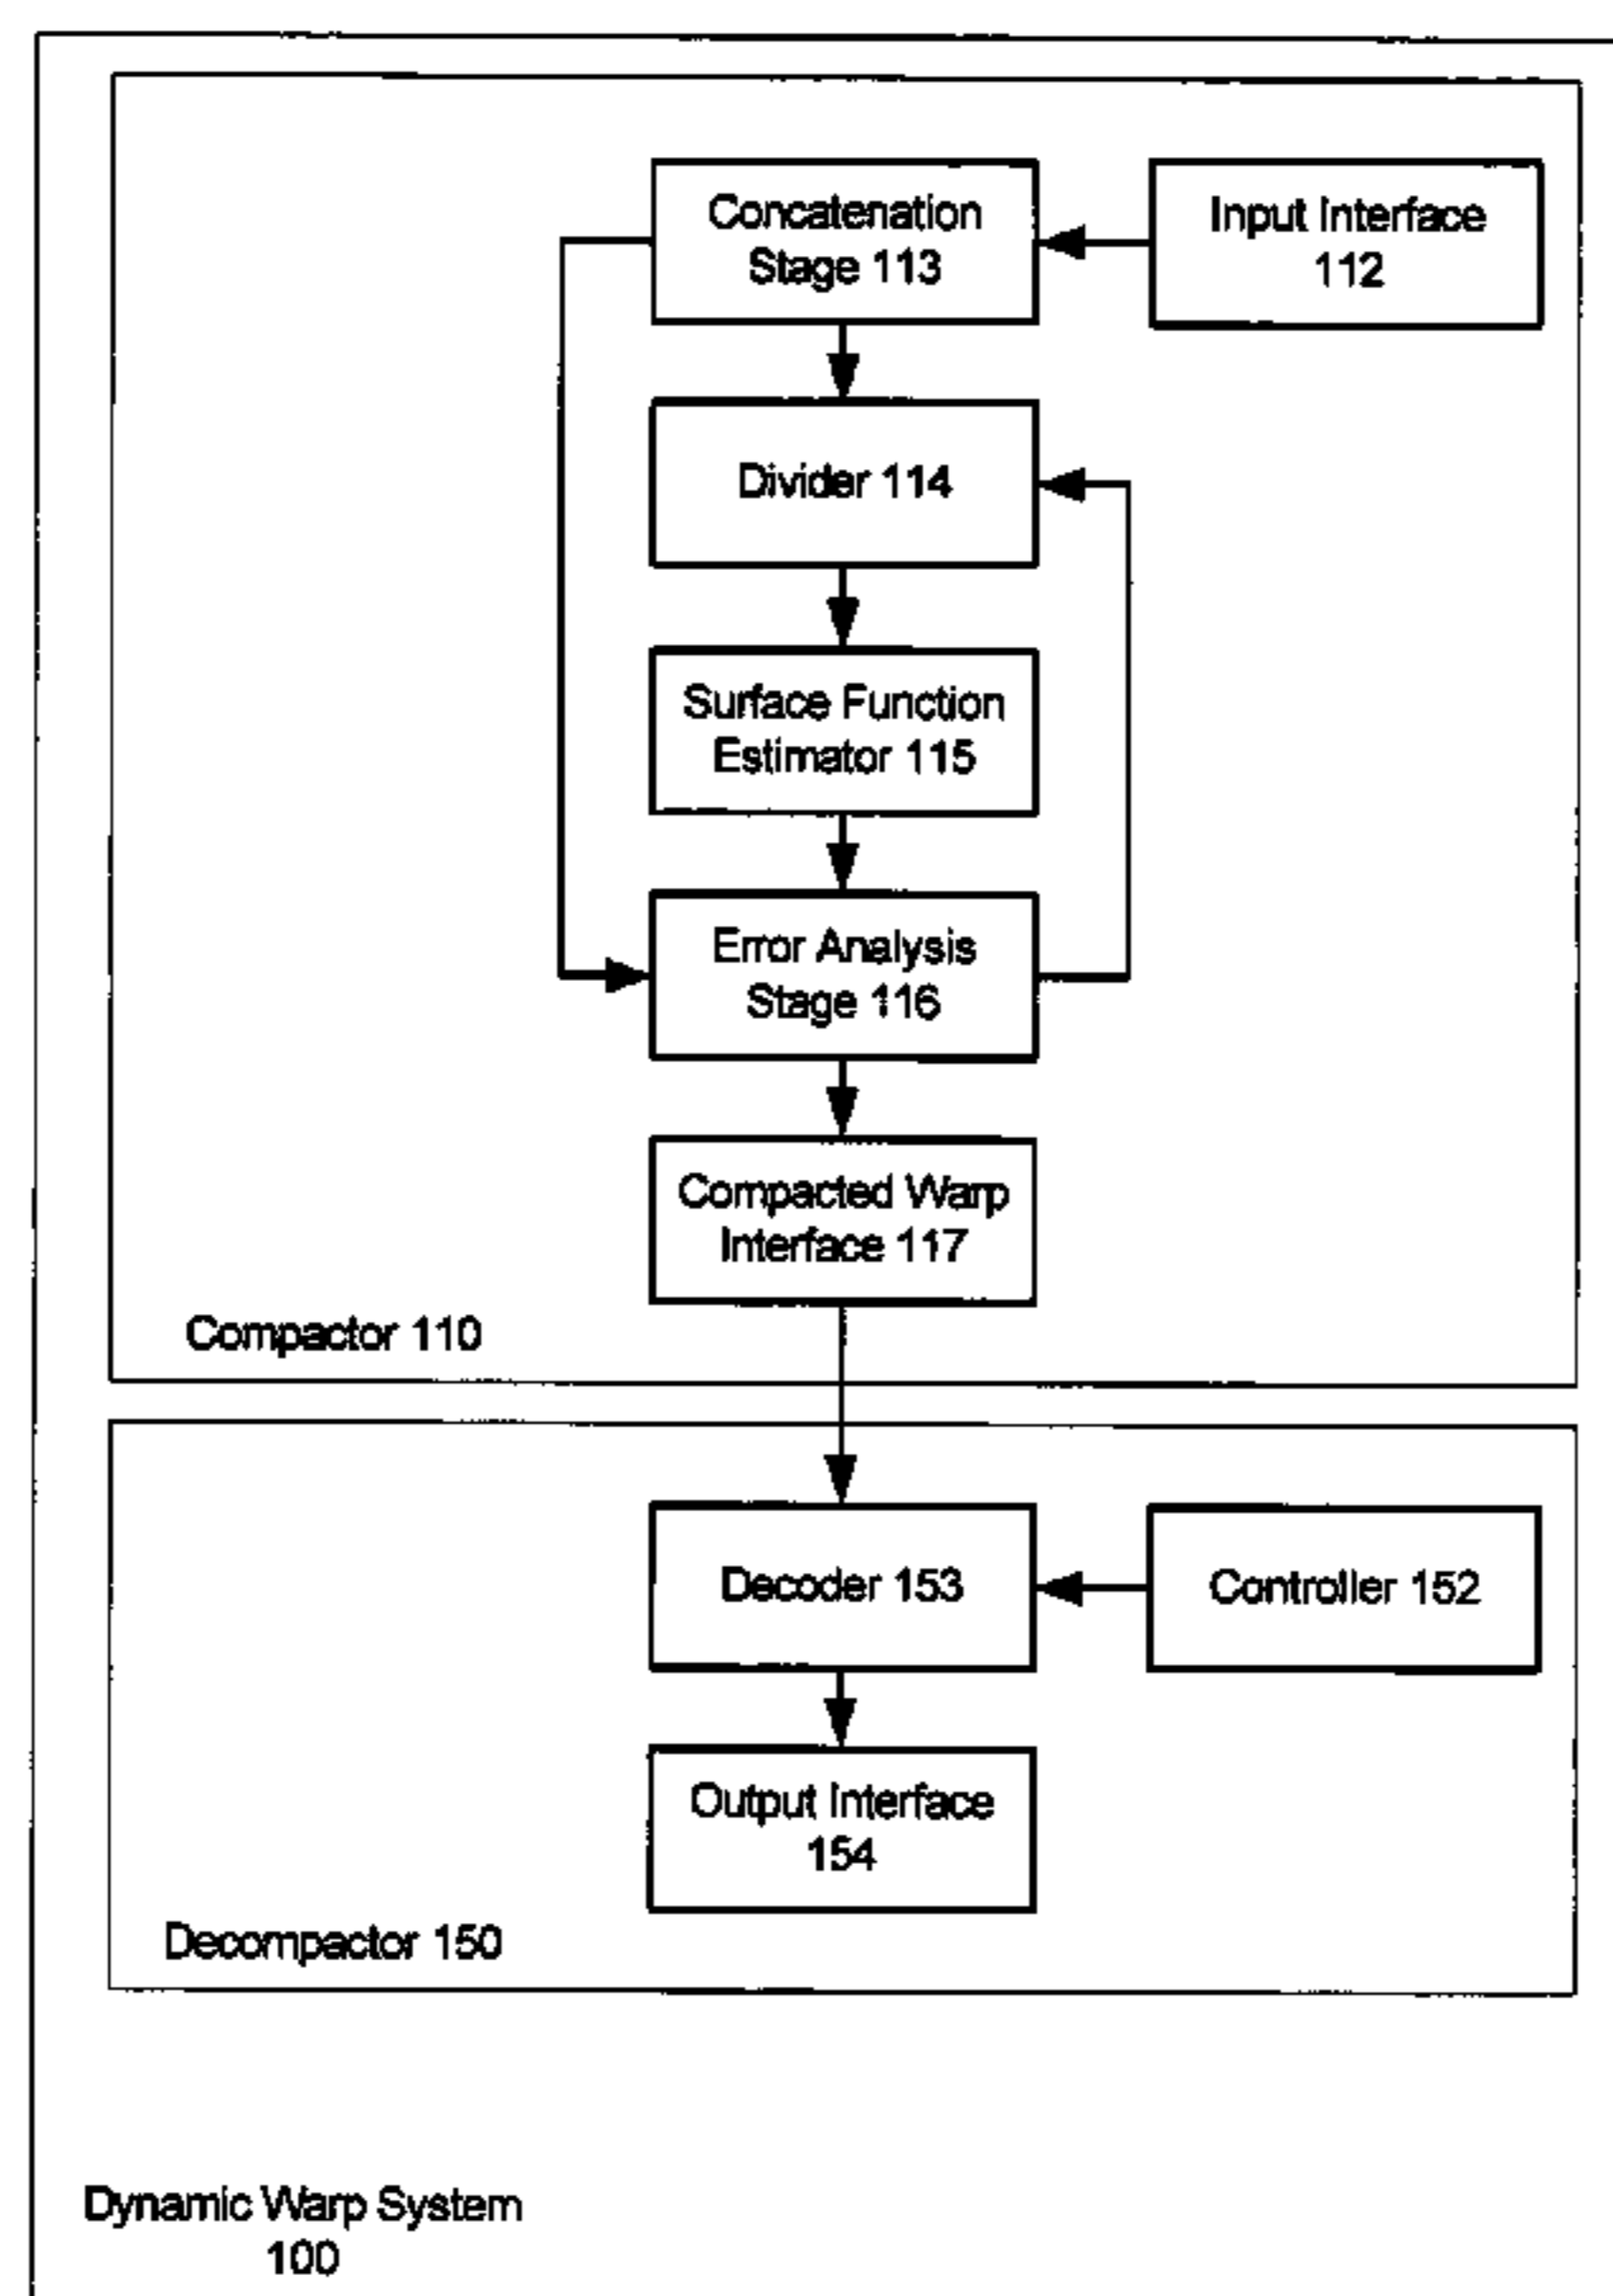 Concatenation
Stage 113
Input Interface
112
Divider 114
Surface Function
Estimator 115
Error Analysis
Stage 116
Compacted Warp
Interface 117
Compactor 110
Decoder 153
Controller 152
Output Interface
154
Decompactor 150
Dynamic Warp System
100